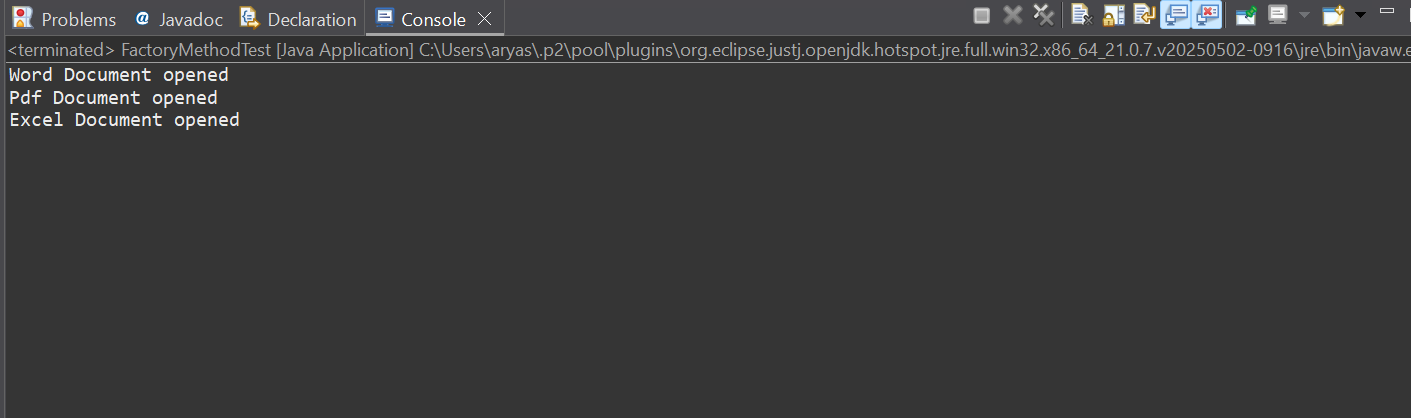 Problems @ Javadoc Declaration Console
<terminated> FactoryMethodTest [Java Application] C:\Users\aryas\.p2\pool\plugins\org.eclipse.justj.openjdk.hotspot.jre.full.win32.x86_64_21.0.7.v20250502-0916\jre\bin\javaw.e
Word Document opened
Pdf Document opened
Excel Document opened